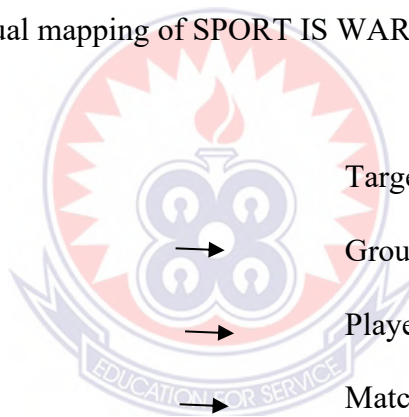 ual mapping of SPORT IS WAR
Targe
Grou
Playe
EDUCATION FOR SERVICE
Matc